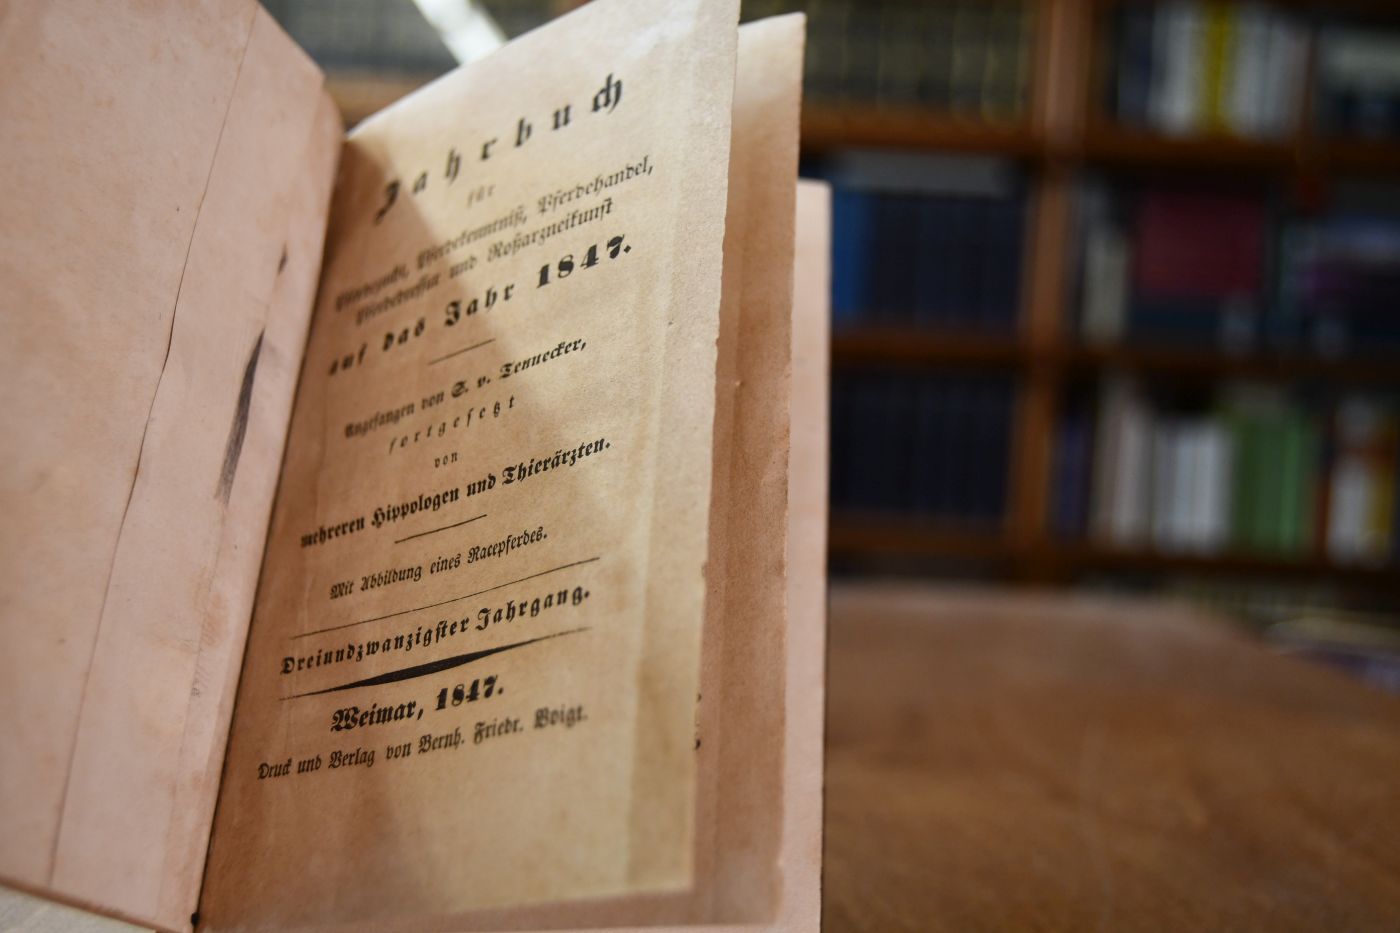 Jahrbuch
für
Pferdezucht, Pferdekenntniß, Pferdehandel,
Pferdedressur und Roßarzneikunst
auf das Jahr 1847.
Angefangen von S. v. Tennecker,
fortgesetzt
von
mehreren Hippologen und Thierärzten.
Mit Abbildung eines Racepferdes.
Dreiundzwanzigster Jahrgang.
Weimar, 1847.
Druck und Verlag von Bernh. Friedr. Voigt.